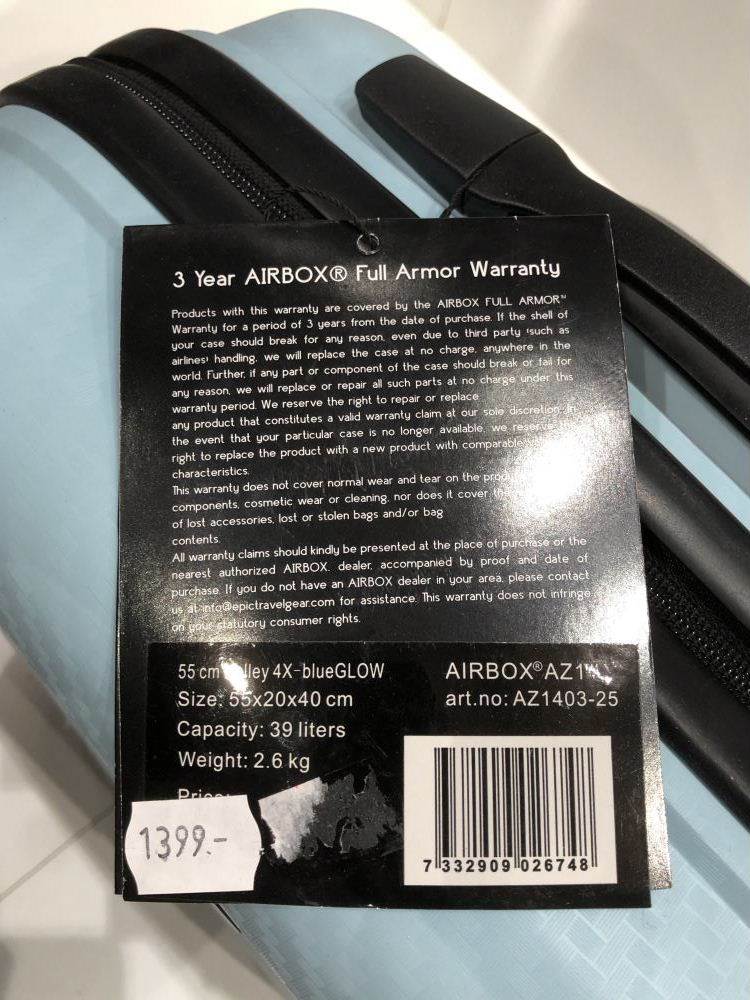 3 Year AIRBOX® Full Armor Warranty
Products with this warranty are covered by the AIRBOX FULL ARMOR™
Warranty for a period of 3 years from the date of purchase. If the shell of
your case should break for any reason, even due to third party 'such as
airlines' handling, we will replace the case at no charge, anywhere in the
world. Further, if any part or component of the case should break or fail for
any reason, we will replace or repair all such parts at no charge under this
warranty period. We reserve the right to repair or replace
any product that constitutes a valid warranty claim at our sole discretion. In
the event that your particular case is no longer available, we reserve
right to replace the product with a new product with comparable
characteristics.
This warranty does not cover normal wear and tear on the
components, cosmetic wear or cleaning, nor does it cover
of lost accessories, lost or stolen bags and/or bag
contents.
All warranty claims should kindly be presented at the place of purchase or the
nearest authorized AIRBOX. dealer, accompanied by proof and date of
purchase. If you do not have an AIRBOX dealer in your area, please contact
us at info@epictravelgear.com for assistance. This warranty does not infringe
on your statutory consumer rights.
55 cm 4X-blueGLOW
AIRBOX® AZ1
Size: 55x20x40 cm
art.no: AZ1403-25
Capacity: 39 liters
Weight: 2.6 kg
Price:
1399.-
7 332909 026748